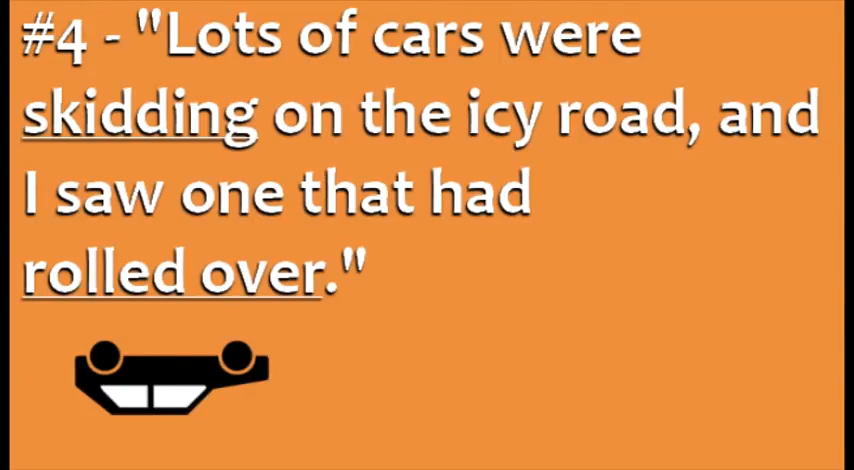 #4 - "Lots of cars were
skidding on the icy road, and
I saw one that had
rolled over."